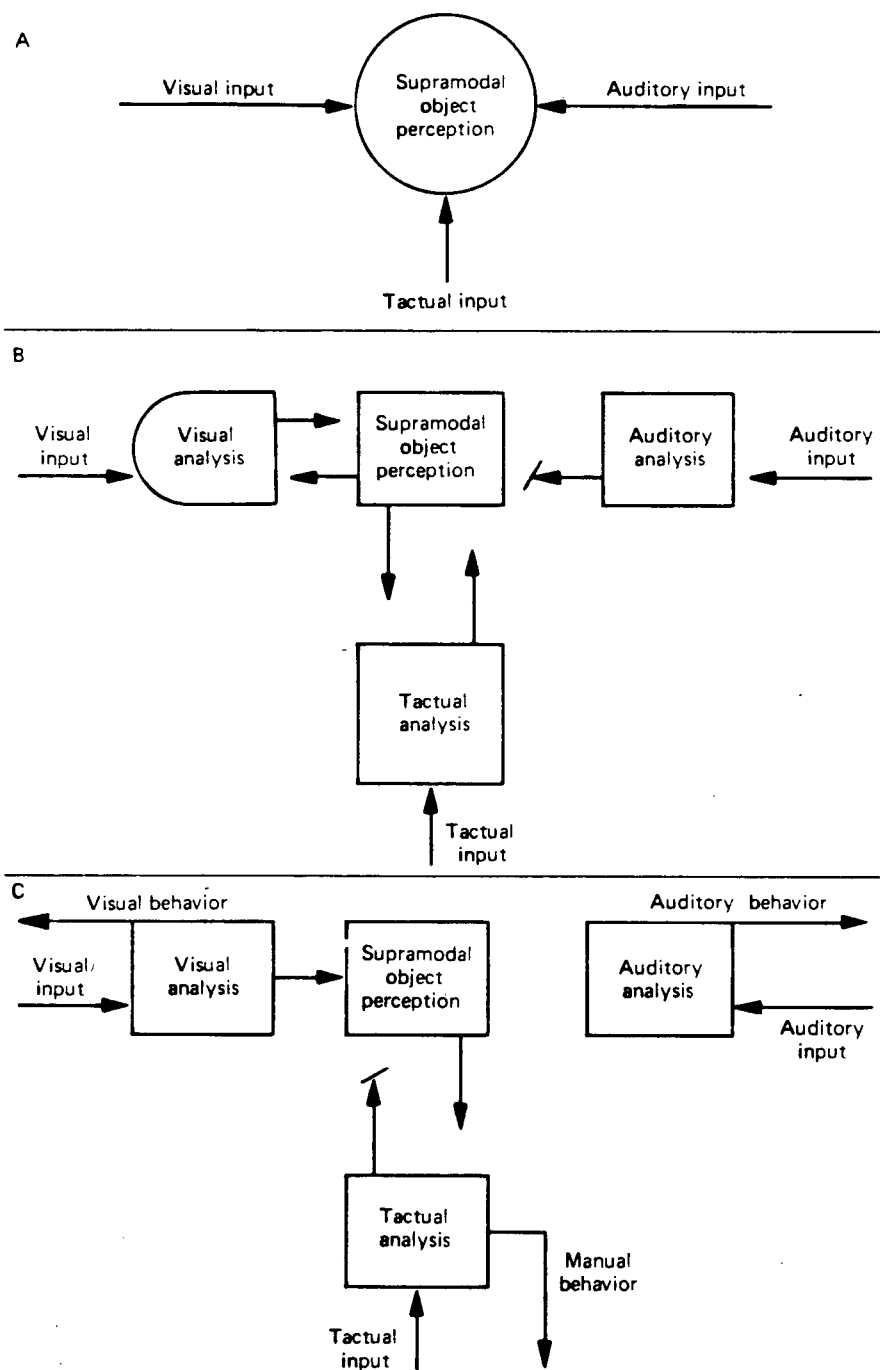 A
Visual input
Supramodal
object
perception
Auditory input
Tactual input
B
Visual
input
Visual
analysis
Supramodal
object
perception
Auditory
analysis
Auditory
input
Tactual
analysis
Tactual
input
C
Visual behavior
Auditory behavior
Visual
input
Visual
analysis
Supramodal
object
perception
Auditory
analysis
Auditory
input
Tactual
analysis
Manual
behavior
Tactual
input